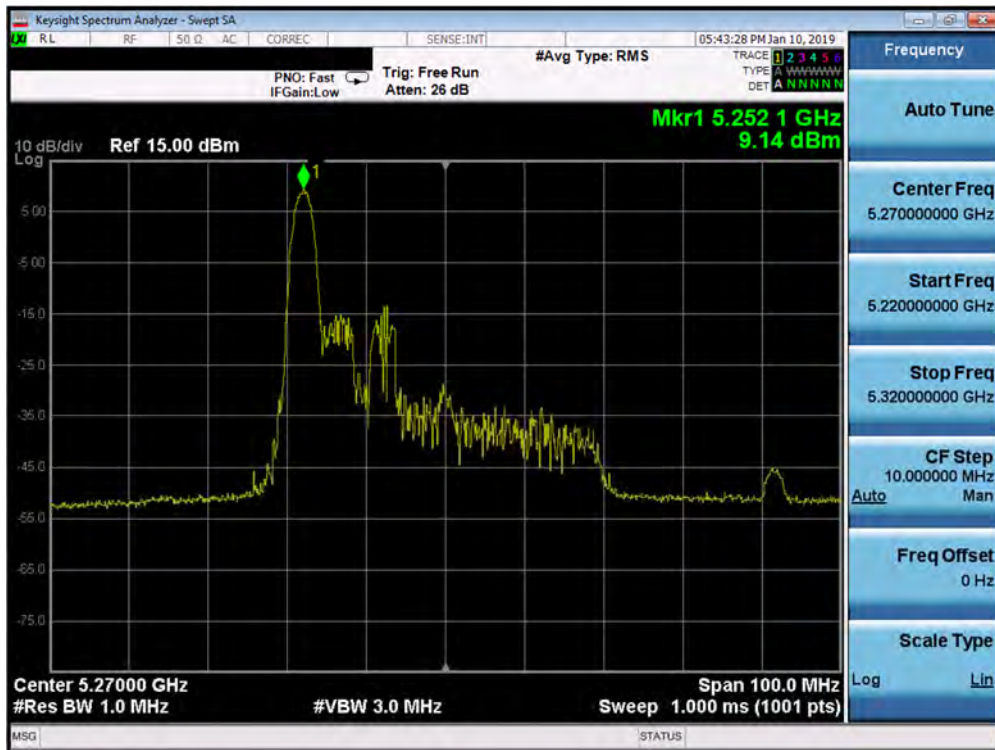 Keysight Spectrum Analyzer - Swept SA
LXI RL RF 50 Ω AC CORREC SENSE:INT 05:43:28 PM Jan 10, 2019
#Avg Type: RMS TRACE 1 2 3 4 5 6
PNO: Fast Trig: Free Run TYPE A WWWWW
IFGain:Low Atten: 26 dB DET A N N N N N
Mkr1 5.252 1 GHz
9.14 dBm
10 dB/div Ref 15.00 dBm
Log
1
5.00
-5.00
-15.0
-25.0
-35.0
-45.0
-55.0
-65.0
-75.0
Center 5.27000 GHz Span 100.0 MHz
#Res BW 1.0 MHz #VBW 3.0 MHz Sweep 1.000 ms (1001 pts)
MSG STATUS
Frequency
Auto Tune
Center Freq
5.270000000 GHz
Start Freq
5.220000000 GHz
Stop Freq
5.320000000 GHz
CF Step
10.000000 MHz
Auto Man
Freq Offset
0 Hz
Scale Type
Log Lin